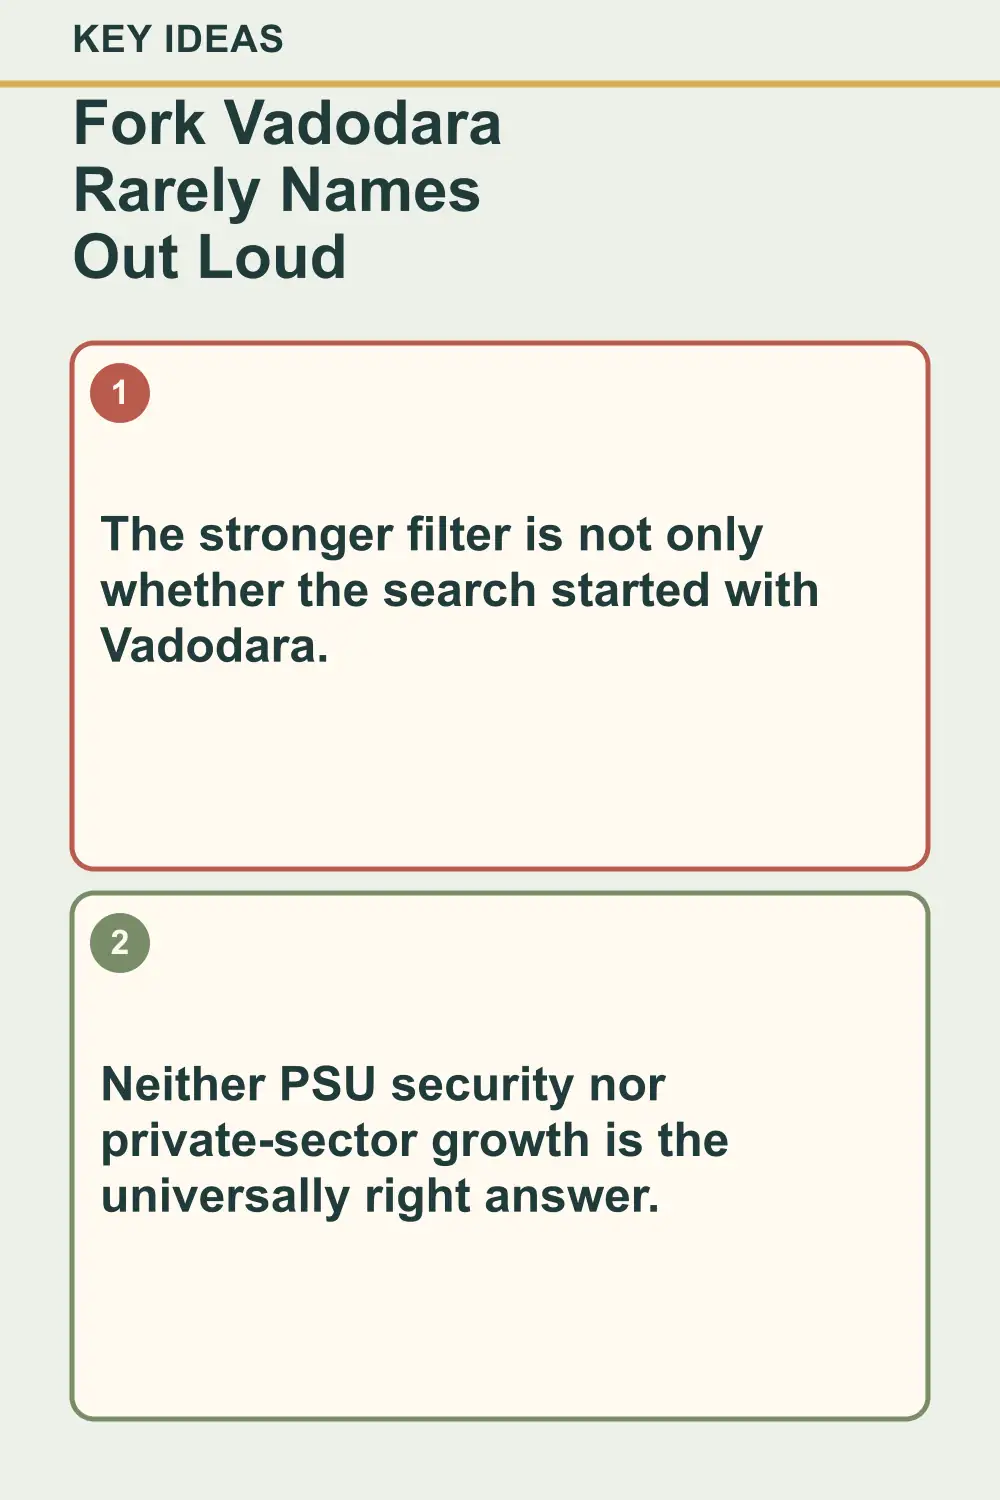 KEY IDEAS
Fork Vadodara
Rarely Names
Out Loud
1
The stronger filter is not only
whether the search started with
Vadodara.
2
Neither PSU security nor
private-sector growth is the
universally right answer.